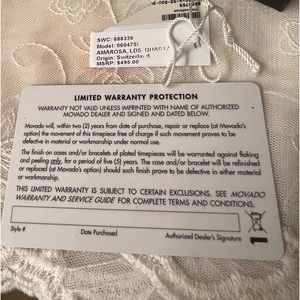 SWC: 688326
Model: 060475
AMAROSA, LDS
Origin: Switzerland
MSRP: $495.00
LIMITED WARRANTY PROTECTION
WARRANTY NOT VALID UNLESS IMPRINTED WITH NAME OF AUTHORIZED
MOVADO DEALER AND SIGNED AND DATED BELOW.
Movado will, within two (2) years from date of purchase, repair or replace (at Movado's
option) the movement of this timepiece free of charge if such movement proves to be
defective in material or workmanship under normal use.
The finish on cases and/or bracelets of plated timepieces will be warranted against flaking
and peeling only, for a period of five (5) years. The case and/or bracelet will be refinished
or replaced (at Movado's option) should such finish prove to be defective in either material
or workmanship.
THIS LIMITED WARRANTY IS SUBJECT TO CERTAIN EXCLUSIONS. SEE MOVADO
WARRANTY AND SERVICE GUIDE FOR COMPLETE TERMS AND CONDITIONS.
Style #
Date Purchased
Authorized Dealer's Signature